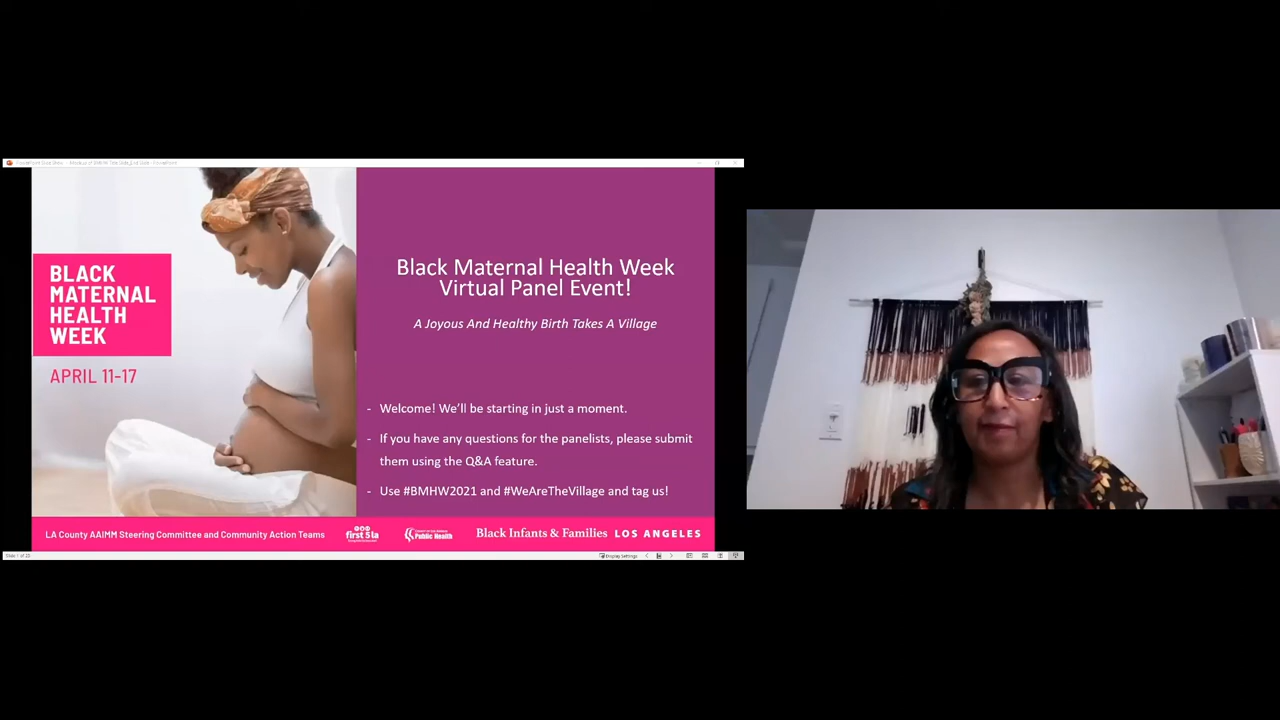 BLACK
MATERNAL
HEALTH
WEEK
APRIL 11-17
Black Maternal Health Week
Virtual Panel Event!
A Joyous And Healthy Birth Takes A Village
- Welcome! We'll be starting in just a moment.
- If you have any questions for the panelists, please submit
them using the Q&A feature.
- Use #BMHW2021 and #WeAreTheVillage and tag us!
LA County AAIMM Steering Committee and Community Action Teams
first 5 la
Public Health
Black Infants & Families LOS ANGELES
Display Settings